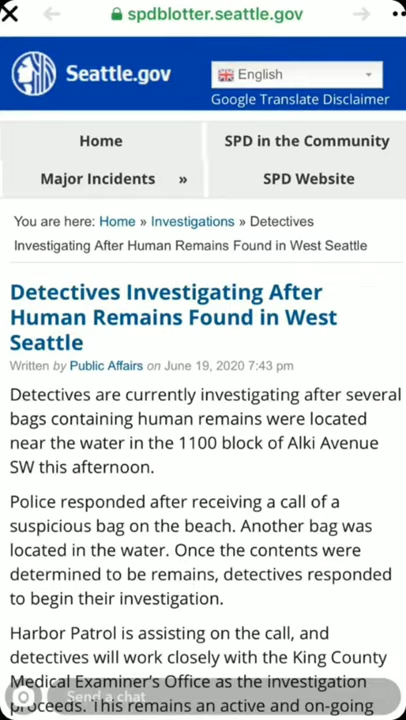 spdblotter.seattle.gov
Seattle.gov
English
Google Translate Disclaimer
Home
SPD in the Community
Major Incidents »
SPD Website
You are here: Home » Investigations » Detectives
Investigating After Human Remains Found in West Seattle
Detectives Investigating After
Human Remains Found in West
Seattle
Written by Public Affairs on June 19, 2020 7:43 pm
Detectives are currently investigating after several
bags containing human remains were located
near the water in the 1100 block of Alki Avenue
SW this afternoon.
Police responded after receiving a call of a
suspicious bag on the beach. Another bag was
located in the water. Once the contents were
determined to be remains, detectives responded
to begin their investigation.
Harbor Patrol is assisting on the call, and
detectives will work closely with the King County
Medical Examiner's Office as the investigation
Send a chat
proceeds. This remains an active and on-going